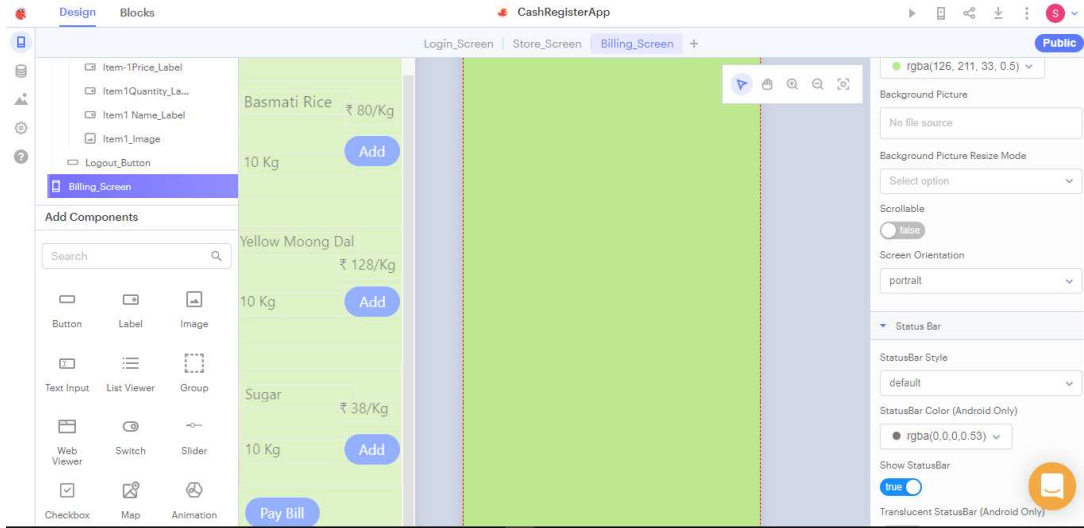 Design Blocks CashRegisterApp S
Login_Screen Store_Screen Billing_Screen + Public
Item-1Price_Label
Item1Quantity_La...
Item1 Name_Label
Item1_Image
Logout_Button
Billing_Screen
Add Components
Search
Button Label Image
Text Input List Viewer Group
Web Viewer Switch Slider
Checkbox Map Animation
Basmati Rice ₹ 80/Kg
10 Kg Add
Yellow Moong Dal
₹ 128/Kg
10 Kg Add
Sugar
₹ 38/Kg
10 Kg Add
Pay Bill
rgba(126, 211, 33, 0.5)
Background Picture
No file source
Background Picture Resize Mode
Select option
Scrollable
false
Screen Orientation
portrait
Status Bar
StatusBar Style
default
StatusBar Color (Android Only)
rgba(0,0,0,0.53)
Show StatusBar
true
Translucent StatusBar (Android Only)